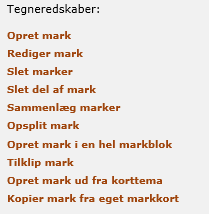 Tegneredskaber:
Opret mark
Rediger mark
Slet marker
Slet del af mark
Sammenlæg marker
Opsplit mark
Opret mark i en hel markblok
Tilklip mark
Opret mark ud fra korttema
Kopier mark fra eget markkort